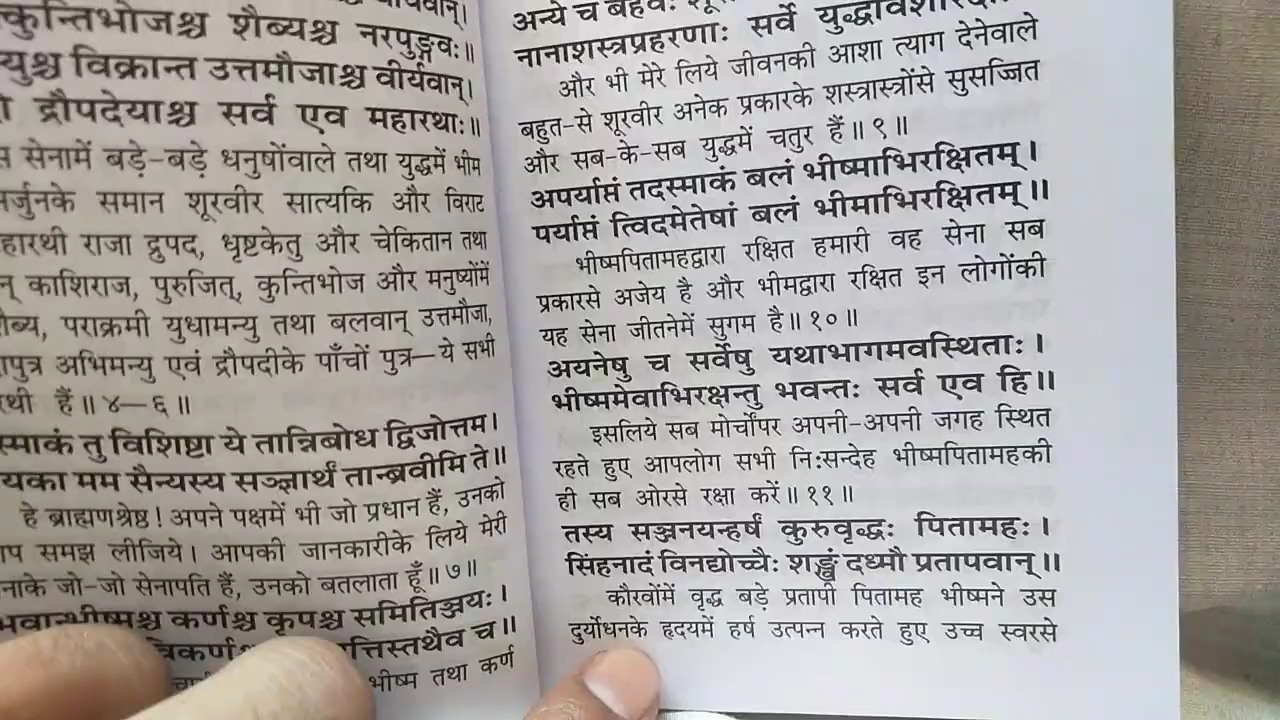 कुन्तिभोजश्च शैब्यश्च नरपुङ्गवः॥
विक्रान्त उत्तमौजाश्च वीर्यवान्।
द्रौपदेयाश्च सर्व एव महारथाः॥
सेनामें बड़े-बड़े धनुषोंवाले तथा युद्धमें भीम
र्जुनके समान शूरवीर सात्यकि और विराट
हारथी राजा द्रुपद, धृष्टकेतु और चेकितान तथा
न् काशिराज, पुरुजित्, कुन्तिभोज और मनुष्योंमें
पराक्रमी युधामन्यु तथा बलवान् उत्तमौजा,
पुत्र अभिमन्यु एवं द्रौपदीके पाँचों पुत्र—ये सभी
रथी हैं॥ ४—६ ॥
स्माकं तु विशिष्टा ये तान्निबोध द्विजोत्तम।
यका मम सैन्यस्य सञ्ज्ञार्थं तान्ब्रवीमि ते॥
हे ब्राह्मणश्रेष्ठ! अपने पक्षमें भी जो प्रधान हैं, उनको
प समझ लीजिये। आपकी जानकारीके लिये मेरी
नाके जो-जो सेनापति हैं, उनको बतलाता हूँ॥ ७॥
भवान्भीष्मश्च कर्णश्च कृपश्च समितिञ्जयः।
त्तिस्तथैव च॥
भीष्म तथा कर्ण
अन्ये च बहवः
नानाशस्त्रप्रहरणाः सर्वे युद्धविशारदाः
और भी मेरे लिये जीवनकी आशा त्याग देनेवाले
बहुत-से शूरवीर अनेक प्रकारके शस्त्रास्त्रोंसे सुसज्जित
और सब-के-सब युद्धमें चतुर हैं॥ ९॥
अपर्याप्तं तदस्माकं बलं भीष्माभिरक्षितम्।
पर्याप्तं त्विदमेतेषां बलं भीमाभिरक्षितम्॥
भीष्मपितामहद्वारा रक्षित हमारी वह सेना सब
प्रकारसे अजेय है और भीमद्वारा रक्षित इन लोगोंकी
यह सेना जीतनेमें सुगम है॥ १०॥
अयनेषु च सर्वेषु यथाभागमवस्थिताः।
भीष्ममेवाभिरक्षन्तु भवन्तः सर्व एव हि॥
इसलिये सब मोर्चोंपर अपनी-अपनी जगह स्थित
रहते हुए आपलोग सभी निःसन्देह भीष्मपितामहकी
ही सब ओरसे रक्षा करें॥ ११॥
तस्य सञ्जनयन्हर्षं कुरुवृद्धः पितामहः।
सिंहनादं विनद्योच्चैः शङ्खं दध्मौ प्रतापवान्॥
कौरवोंमें वृद्ध बड़े प्रतापी पितामह भीष्मने उस
दुर्योधनके हृदयमें हर्ष उत्पन्न करते हुए उच्च स्वरसे